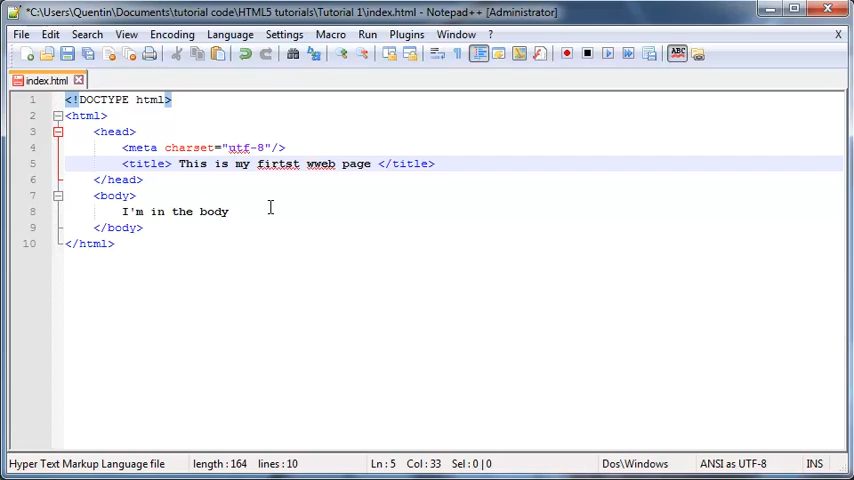 *C:\Users\Quentin\Documents\tutorial code\HTML5 tutorials\Tutorial 1\index.html - Notepad++ [Administrator]
File Edit Search View Encoding Language Settings Macro Run Plugins Window ? X
ABC
index.html
1 <!DOCTYPE html>
2 <html>
3 <head>
4 <meta charset="utf-8"/>
5 <title> This is my firtst wweb page </title>
6 </head>
7 <body>
8 I'm in the body
9 </body>
10 </html>
Hyper Text Markup Language file length : 164 lines : 10 Ln : 5 Col : 33 Sel : 0 | 0 Dos\Windows ANSI as UTF-8 INS